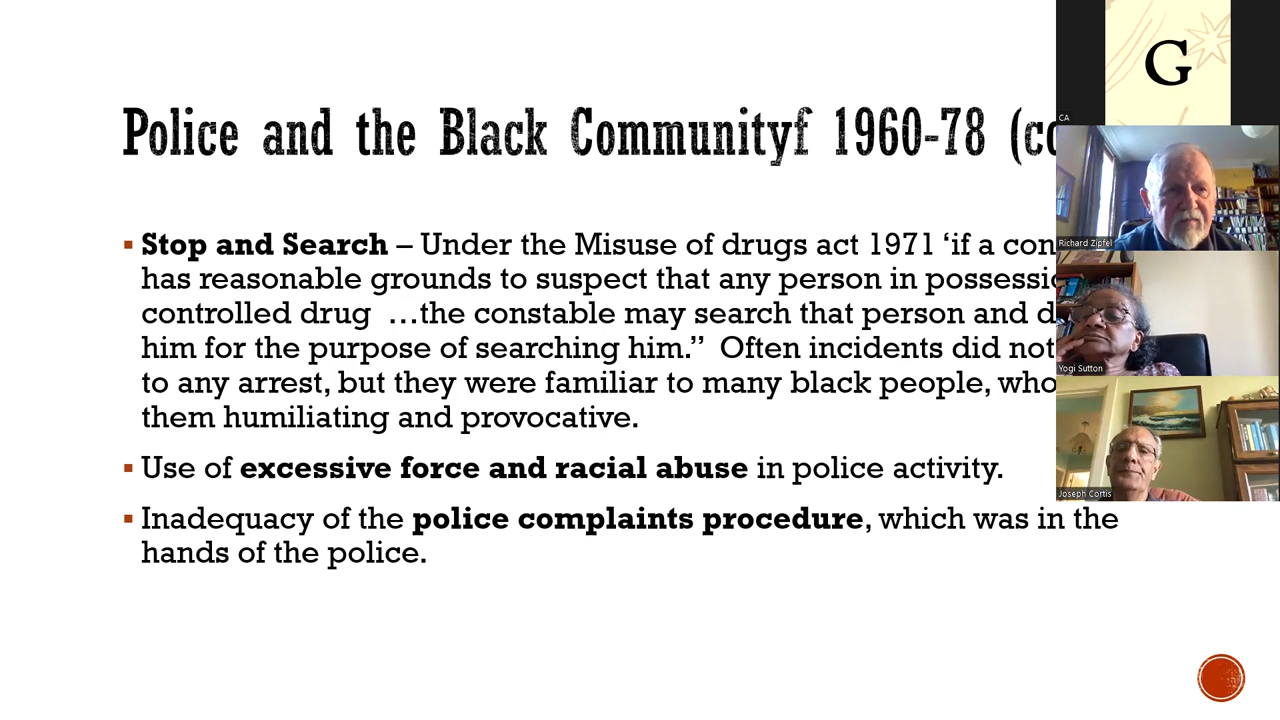 Police and the Black Communityf 1960-78 (co
Stop and Search – Under the Misuse of drugs act 1971 ‘if a con
has reasonable grounds to suspect that any person in possessio
controlled drug …the constable may search that person and d
him for the purpose of searching him.” Often incidents did not
to any arrest, but they were familiar to many black people, who
them humiliating and provocative.
Use of excessive force and racial abuse in police activity.
Inadequacy of the police complaints procedure, which was in the
hands of the police.
G
CA
Richard Zipfel
Yogi Sutton
Joseph Cortis